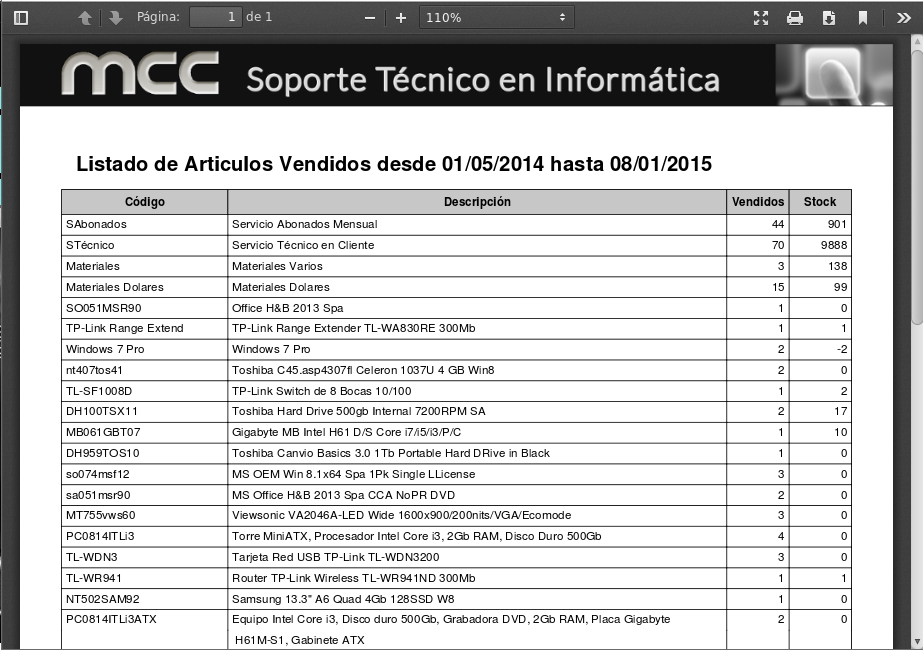 Página: 1 de 1 110%
mcc Soporte Técnico en Informática
Listado de Articulos Vendidos desde 01/05/2014 hasta 08/01/2015
Código Descripción Vendidos Stock
SAbonados Servicio Abonados Mensual 44 901
STécnico Servicio Técnico en Cliente 70 9888
Materiales Materiales Varios 3 138
Materiales Dolares Materiales Dolares 15 99
SO051MSR90 Office H&B 2013 Spa 1 0
TP-Link Range Extend TP-Link Range Extender TL-WA830RE 300Mb 1 1
Windows 7 Pro Windows 7 Pro 2 -2
nt407tos41 Toshiba C45.asp4307fl Celeron 1037U 4 GB Win8 2 0
TL-SF1008D TP-Link Switch de 8 Bocas 10/100 1 2
DH100TSX11 Toshiba Hard Drive 500gb Internal 7200RPM SA 2 17
MB061GBT07 Gigabyte MB Intel H61 D/S Core i7/i5/i3/P/C 1 10
DH959TOS10 Toshiba Canvio Basics 3.0 1Tb Portable Hard DRive in Black 1 0
so074msf12 MS OEM Win 8.1x64 Spa 1Pk Single LLicense 3 0
sa051msr90 MS Office H&B 2013 Spa CCA NoPR DVD 2 0
MT755vws60 Viewsonic VA2046A-LED Wide 1600x900/200nits/VGA/Ecomode 3 0
PC0814ITLi3 Torre MiniATX, Procesador Intel Core i3, 2Gb RAM, Disco Duro 500Gb 4 0
TL-WDN3 Tarjeta Red USB TP-Link TL-WDN3200 3 0
TL-WR941 Router TP-Link Wireless TL-WR941ND 300Mb 1 1
NT502SAM92 Samsung 13.3" A6 Quad 4Gb 128SSD W8 1 0
PC0814ITLi3ATX Equipo Intel Core i3, Disco duro 500Gb, Grabadora DVD, 2Gb RAM, Placa Gigabyte 2 0
H61M-S1, Gabinete ATX